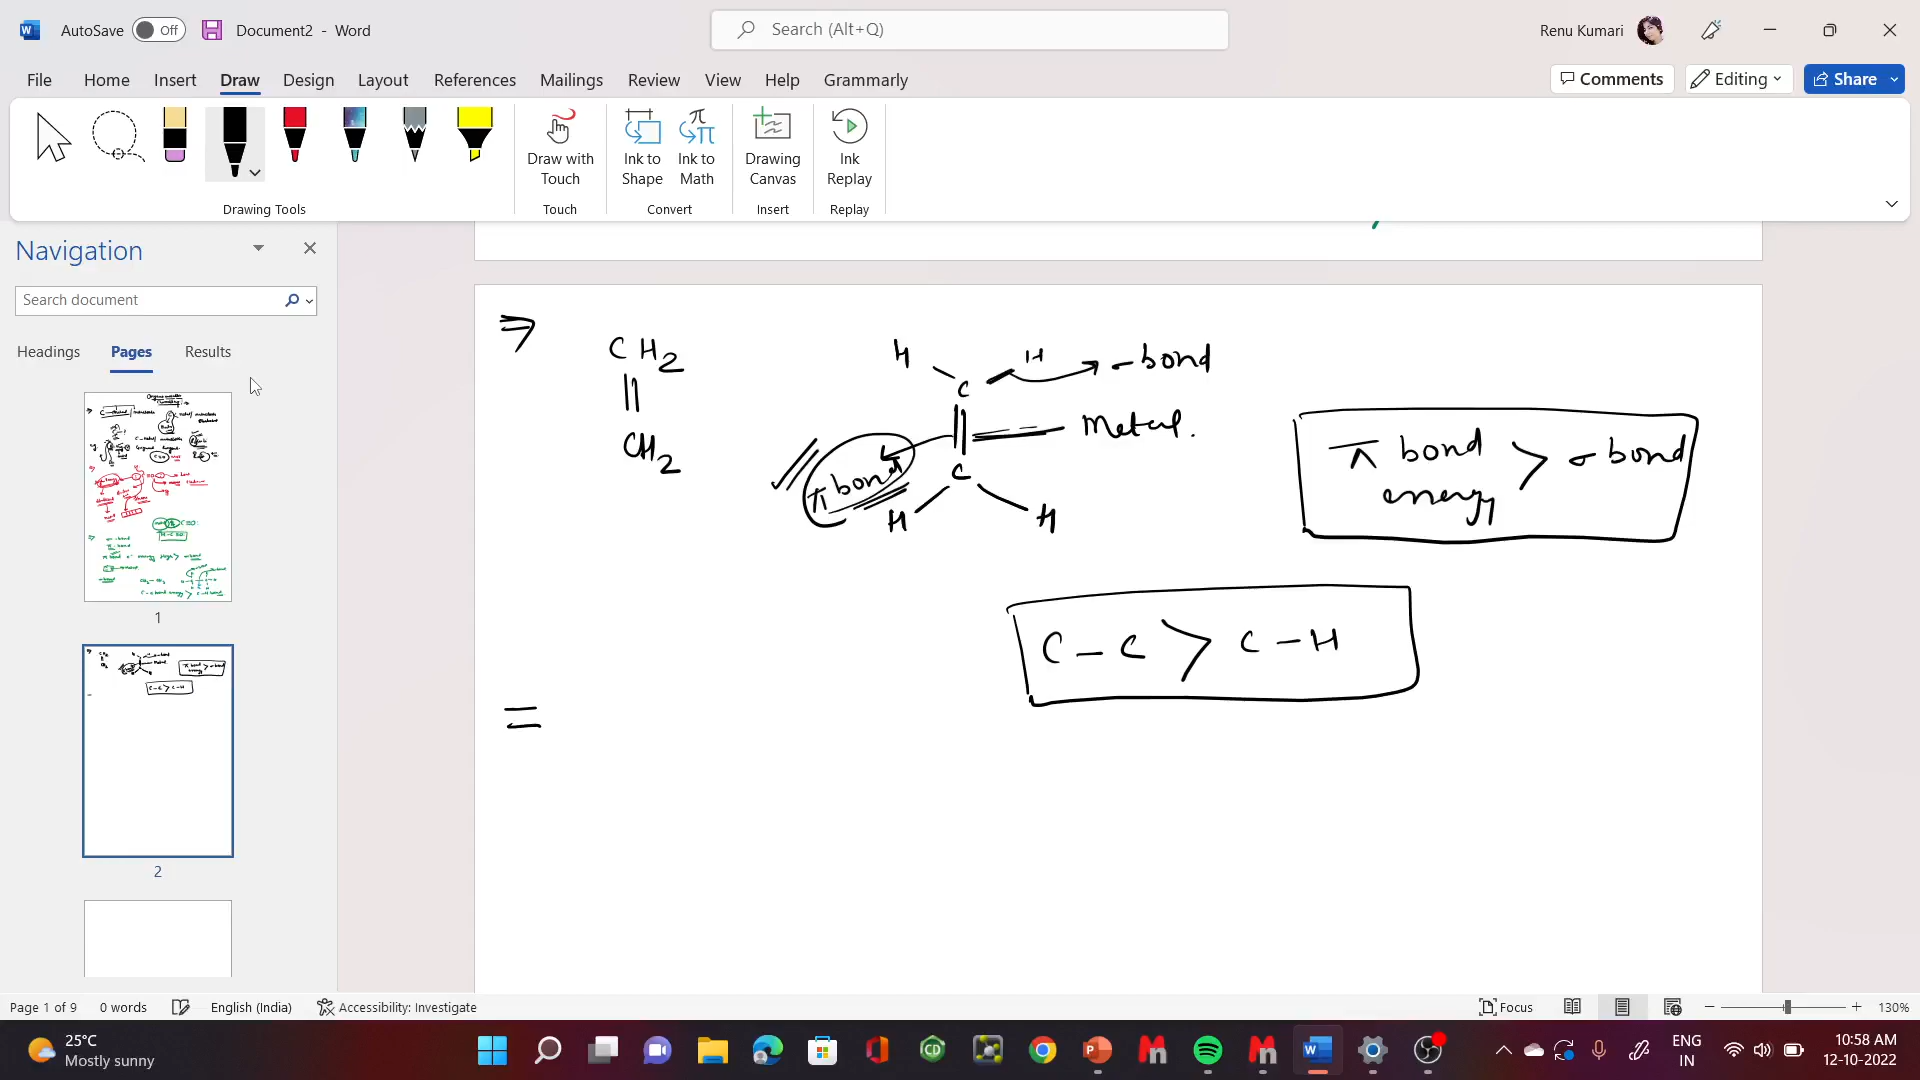 AutoSave Off Document2 - Word
Search (Alt+Q)
Renu Kumari
File Home Insert Draw Design Layout References Mailings Review View Help Grammarly
Comments Editing Share
Draw with Touch
Ink to Shape
Ink to Math
Drawing Canvas
Ink Replay
Drawing Tools Touch Convert Insert Replay
Navigation
Search document
Headings Pages Results
1
2
CH2
||
CH2
H H
C
- bond
Metal.
π bond
C
H H
π bond energy > σ bond
C - C > C - H
=
Page 1 of 9 0 words English (India) Accessibility: Investigate
Focus 130%
25°C
Mostly sunny
ENG
IN
10:58 AM
12-10-2022